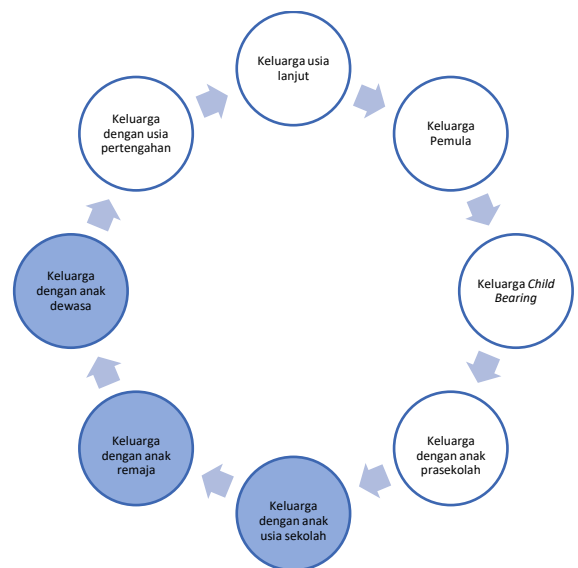 Keluarga usia
lanjut
Keluarga
Pemula
Keluarga Child
Bearing
Keluarga
dengan anak
prasekolah
Keluarga
dengan anak
usia sekolah
Keluarga
dengan anak
remaja
Keluarga
dengan anak
dewasa
Keluarga
dengan usia
pertengahan